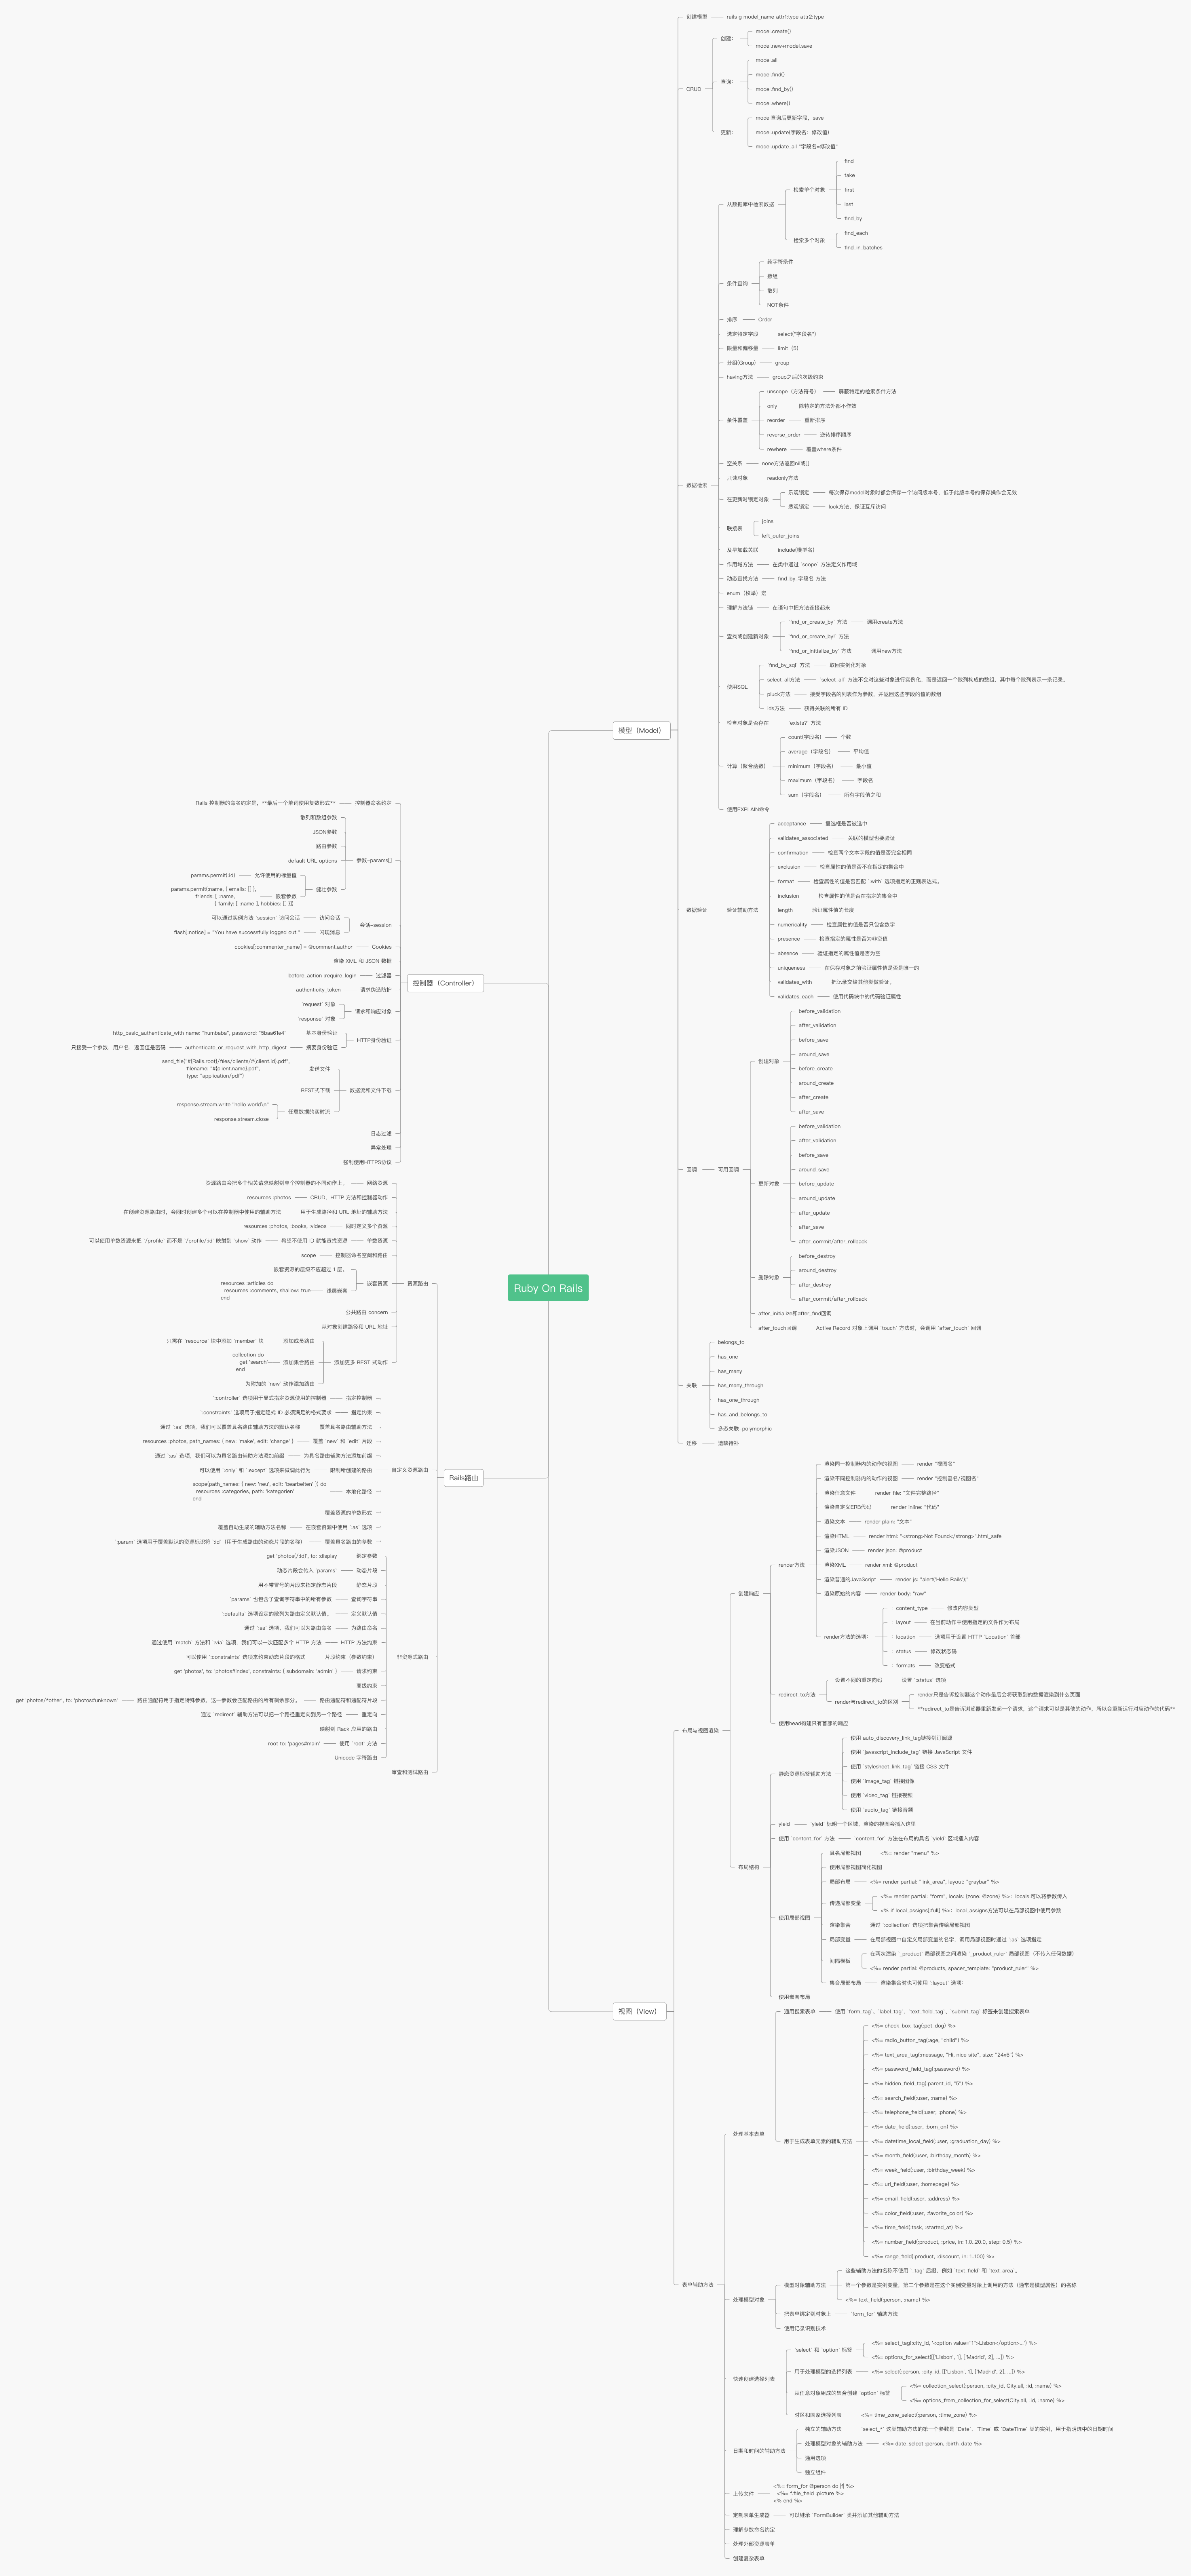 Ruby On Rails
模型（Model）
创建模型
rails g model_name attr1:type attr2:type
CRUD
创建：
model.create()
model.new+model.save
查询：
model.all
model.find()
model.find_by()
model.where()
更新：
model查询后更新字段，save
model.update(字段名：修改值)
model.update_all "字段名=修改值"
数据检索
从数据库中检索数据
检索单个对象
find
take
first
last
find_by
检索多个对象
find_each
find_in_batches
条件查询
纯字符条件
数组
散列
NOT条件
排序
Order
选定特定字段
select("字段名")
限量和偏移量
limit（5）
分组(Group)
group
having方法
group之后的次级约束
条件覆盖
unscope（方法符号）
屏蔽特定的检索条件方法
only
除特定的方法外都不作效
reorder
重新排序
reverse_order
逆转排序顺序
rewhere
覆盖where条件
空关系
none方法返回nil或[]
只读对象
readonly方法
在更新时锁定对象
乐观锁定
每次保存model对象时都会保存一个访问版本号，低于此版本号的保存操作会无效
悲观锁定
lock方法，保证互斥访问
联接表
joins
left_outer_joins
及早加载关联
include(模型名)
作用域方法
在类中通过 `scope` 方法定义作用域
动态查找方法
find_by_字段名 方法
enum（枚举）宏
理解方法链
在语句中把方法连接起来
查找或创建新对象
`find_or_create_by` 方法
调用create方法
`find_or_create_by!` 方法
`find_or_initialize_by` 方法
调用new方法
使用SQL
`find_by_sql` 方法
取回实例化对象
select_all方法
`select_all` 方法不会对这些对象进行实例化，而是返回一个散列构成的数组，其中每个散列表示一条记录。
pluck方法
接受字段名的列表作为参数，并返回这些字段的值的数组
ids方法
获得关联的所有 ID
检查对象是否存在
`exists?` 方法
计算（聚合函数）
count(字段名)
个数
average（字段名）
平均值
minimum（字段名）
最小值
maximum（字段名）
字段名
sum（字段名）
所有字段值之和
使用EXPLAIN命令
数据验证
验证辅助方法
acceptance
复选框是否被选中
validates_associated
关联的模型也要验证
confirmation
检查两个文本字段的值是否完全相同
exclusion
检查属性的值是否不在指定的集合中
format
检查属性的值是否匹配 `:with` 选项指定的正则表达式。
inclusion
检查属性的值是否在指定的集合中
length
验证属性值的长度
numericality
检查属性的值是否只包含数字
presence
检查指定的属性是否为非空值
absence
验证指定的属性值是否为空
uniqueness
在保存对象之前验证属性值是否是唯一的
validates_with
把记录交给其他类做验证。
validates_each
使用代码块中的代码验证属性
回调
可用回调
创建对象
before_validation
after_validation
before_save
around_save
before_create
around_create
after_create
after_save
更新对象
before_validation
after_validation
before_save
around_save
before_update
around_update
after_update
after_save
after_commit/after_rollback
删除对象
before_destroy
around_destroy
after_destroy
after_commit/after_rollback
after_initialize和after_find回调
after_touch回调
Active Record 对象上调用 `touch` 方法时，会调用 `after_touch` 回调
关联
belongs_to
has_one
has_many
has_many_through
has_one_through
has_and_belongs_to
多态关联-polymorphic
迁移
遗缺待补
控制器（Controller）
控制器命名约定
Rails 控制器的命名约定是，**最后一个单词使用复数形式**
参数-params[]
散列和数组参数
JSON参数
路由参数
default URL options
健壮参数
允许使用的标量值
params.permit(:id)
嵌套参数
params.permit(:name, { emails: [] },
friends: [ :name,
{ family: [ :name ], hobbies: [] }])
会话-session
访问会话
可以通过实例方法 `session` 访问会话
闪现消息
flash[:notice] = "You have successfully logged out."
Cookies
cookies[:commenter_name] = @comment.author
渲染 XML 和 JSON 数据
过滤器
before_action :require_login
请求伪造防护
authenticity_token
请求和响应对象
`request` 对象
`response` 对象
HTTP身份验证
基本身份验证
http_basic_authenticate_with name: "humbaba", password: "5baa61e4"
摘要身份验证
authenticate_or_request_with_http_digest
只接受一个参数，用户名，返回值是密码
数据流和文件下载
发送文件
send_file("#{Rails.root}/files/clients/#{client.id}.pdf",
filename: "#{client.name}.pdf",
type: "application/pdf")
REST式下载
任意数据的实时流
response.stream.write "hello world\n"
response.stream.close
日志过滤
异常处理
强制使用HTTPS协议
Rails路由
资源路由
网络资源
资源路由会把多个相关请求映射到单个控制器的不同动作上。
CRUD、HTTP 方法和控制器动作
resources :photos
用于生成路径和 URL 地址的辅助方法
在创建资源路由时，会同时创建多个可以在控制器中使用的辅助方法
同时定义多个资源
resources :photos, :books, :videos
单数资源
希望不使用 ID 就能查找资源
可以使用单数资源来把 `/profile` 而不是 `/profile/:id` 映射到 `show` 动作
控制器命名空间和路由
scope
嵌套资源
嵌套资源的层级不应超过 1 层。
浅层嵌套
resources :articles do
resources :comments, shallow: true
end
公共路由 concern
从对象创建路径和 URL 地址
添加更多 REST 式动作
添加成员路由
只需在 `resource` 块中添加 `member` 块
添加集合路由
collection do
get 'search'
end
为附加的 `new` 动作添加路由
自定义资源路由
指定控制器
`:controller` 选项用于显式指定资源使用的控制器
指定约束
`:constraints` 选项用于指定隐式 ID 必须满足的格式要求
覆盖具名路由辅助方法
通过 `:as` 选项，我们可以覆盖具名路由辅助方法的默认名称
覆盖 `new` 和 `edit` 片段
resources :photos, path_names: { new: 'make', edit: 'change' }
为具名路由辅助方法添加前缀
通过 `:as` 选项，我们可以为具名路由辅助方法添加前缀
限制所创建的路由
可以使用 `:only` 和 `:except` 选项来微调此行为
本地化路径
scope(path_names: { new: 'neu', edit: 'bearbeiten' }) do
resources :categories, path: 'kategorien'
end
覆盖资源的单数形式
在嵌套资源中使用 `:as` 选项
覆盖自动生成的辅助方法名称
覆盖具名路由的参数
`:param` 选项用于覆盖默认的资源标识符 `:id`（用于生成路由的动态片段的名称）
非资源式路由
绑定参数
get 'photos(/:id)', to: :display
动态片段
动态片段会传入 `params`
静态片段
用不带冒号的片段来指定静态片段
查询字符串
`params` 也包含了查询字符串中的所有参数
定义默认值
`:defaults` 选项设定的散列为路由定义默认值。
为路由命名
通过 `:as` 选项，我们可以为路由命名
HTTP 方法约束
通过使用 `match` 方法和 `:via` 选项，我们可以一次匹配多个 HTTP 方法
片段约束（参数约束）
可以使用 `:constraints` 选项来约束动态片段的格式
请求约束
get 'photos', to: 'photos#index', constraints: { subdomain: 'admin' }
高级约束
路由通配符和通配符片段
路由通配符用于指定特殊参数，这一参数会匹配路由的所有剩余部分。
get 'photos/*other', to: 'photos#unknown'
重定向
通过 `redirect` 辅助方法可以把一个路径重定向到另一个路径
映射到 Rack 应用的路由
使用 `root` 方法
root to: 'pages#main'
Unicode 字符路由
审查和测试路由
视图（View）
布局与视图渲染
创建响应
render方法
渲染同一控制器内的动作的视图
render "视图名"
渲染不同控制器内的动作的视图
render "控制器名/视图名"
渲染任意文件
render file: "文件完整路径"
渲染自定义ERB代码
render inline: "代码"
渲染文本
render plain: "文本"
渲染HTML
render html: "<strong>Not Found</strong>".html_safe
渲染JSON
render json: @product
渲染XML
render xml: @product
渲染普通的JavaScript
render js: "alert('Hello Rails');"
渲染原始的内容
render body: "raw"
render方法的选项：
：content_type
修改内容类型
：layout
在当前动作中使用指定的文件作为布局
：location
选项用于设置 HTTP `Location` 首部
：status
修改状态码
：formats
改变格式
redirect_to方法
设置不同的重定向码
设置 `:status` 选项
render与redirect_to的区别
render只是告诉控制器这个动作最后会将获取到的数据渲染到什么页面
**redirect_to是告诉浏览器重新发起一个请求，这个请求可以是其他的动作，所以会重新运行对应动作的代码**
使用head构建只有首部的响应
布局结构
静态资源标签辅助方法
使用 auto_discovery_link_tag链接到订阅源
使用 `javascript_include_tag` 链接 JavaScript 文件
使用 `stylesheet_link_tag` 链接 CSS 文件
使用 `image_tag` 链接图像
使用 `video_tag` 链接视频
使用 `audio_tag` 链接音频
yield
`yield` 标明一个区域，渲染的视图会插入这里
使用 `content_for` 方法
`content_for` 方法在布局的具名 `yield` 区域插入内容
使用局部视图
具名局部视图
<%= render "menu" %>
使用局部视图简化视图
局部布局
<%= render partial: "link_area", layout: "graybar" %>
传递局部变量
<%= render partial: "form", locals: {zone: @zone} %>：locals:可以将参数传入
<% if local_assigns[:full] %>：local_assigns方法可以在局部视图中使用参数
渲染集合
通过 `:collection` 选项把集合传给局部视图
局部变量
在局部视图中自定义局部变量的名字，调用局部视图时通过 `:as` 选项指定
间隔模板
在两次渲染 `_product` 局部视图之间渲染 `_product_ruler` 局部视图（不传入任何数据）
<%= render partial: @products, spacer_template: "product_ruler" %>
集合局部布局
渲染集合时也可使用 `:layout` 选项：
使用嵌套布局
表单辅助方法
处理基本表单
通用搜索表单
使用 `form_tag`、`label_tag`、`text_field_tag`、`submit_tag` 标签来创建搜索表单
用于生成表单元素的辅助方法
<%= check_box_tag(:pet_dog) %>
<%= radio_button_tag(:age, "child") %>
<%= text_area_tag(:message, "Hi, nice site", size: "24x6") %>
<%= password_field_tag(:password) %>
<%= hidden_field_tag(:parent_id, "5") %>
<%= search_field(:user, :name) %>
<%= telephone_field(:user, :phone) %>
<%= date_field(:user, :born_on) %>
<%= datetime_local_field(:user, :graduation_day) %>
<%= month_field(:user, :birthday_month) %>
<%= week_field(:user, :birthday_week) %>
<%= url_field(:user, :homepage) %>
<%= email_field(:user, :address) %>
<%= color_field(:user, :favorite_color) %>
<%= time_field(:task, :started_at) %>
<%= number_field(:product, :price, in: 1.0..20.0, step: 0.5) %>
<%= range_field(:product, :discount, in: 1..100) %>
处理模型对象
模型对象辅助方法
这些辅助方法的名称不使用 `_tag` 后缀，例如 `text_field` 和 `text_area`。
第一个参数是实例变量，第二个参数是在这个实例变量对象上调用的方法（通常是模型属性）的名称
<%= text_field(:person, :name) %>
把表单绑定到对象上
`form_for` 辅助方法
使用记录识别技术
快速创建选择列表
`select` 和 `option` 标签
<%= select_tag(:city_id, '<option value="1">Lisbon</option>...') %>
<%= options_for_select([['Lisbon', 1], ['Madrid', 2], ...]) %>
用于处理模型的选择列表
<%= select(:person, :city_id, [['Lisbon', 1], ['Madrid', 2], ...]) %>
从任意对象组成的集合创建 `option` 标签
<%= collection_select(:person, :city_id, City.all, :id, :name) %>
<%= options_from_collection_for_select(City.all, :id, :name) %>
时区和国家选择列表
<%= time_zone_select(:person, :time_zone) %>
日期和时间的辅助方法
独立的辅助方法
`select_*` 这类辅助方法的第一个参数是 `Date`、`Time` 或 `DateTime` 类的实例，用于指明选中的日期时间
处理模型对象的辅助方法
<%= date_select :person, :birth_date %>
通用选项
独立组件
上传文件
<%= form_for @person do |f| %>
<%= f.file_field :picture %>
<% end %>
定制表单生成器
可以继承 `FormBuilder` 类并添加其他辅助方法
理解参数命名约定
处理外部资源表单
创建复杂表单